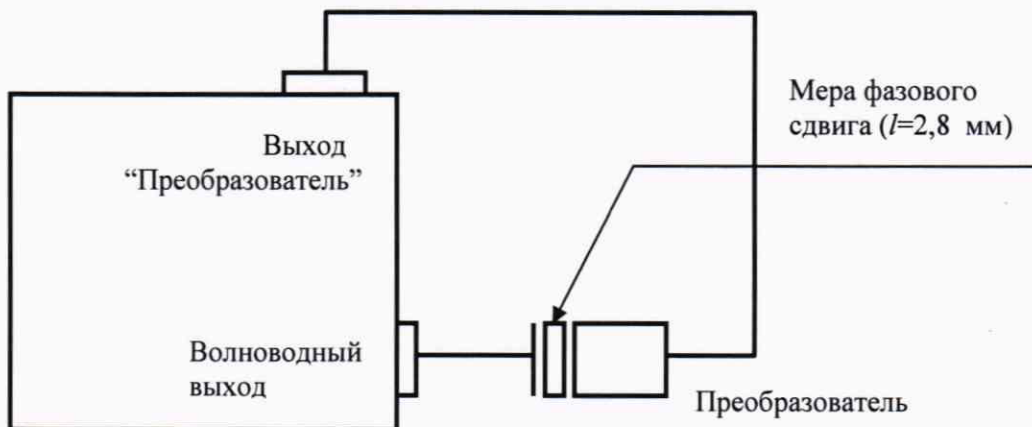 Мера фазового
сдвига (l=2,8 мм)
Выход
“Преобразователь”
Волноводный
выход
Преобразователь